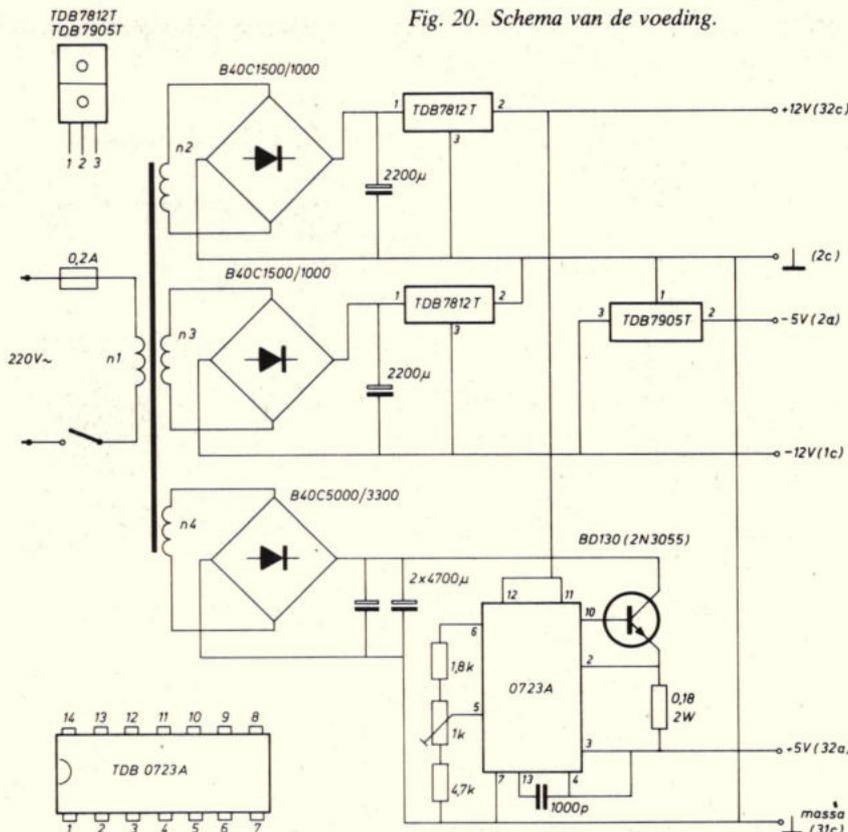 Fig. 20. Schema van de voeding.
TDB7812T
TDB7905T
1 2 3
B40C1500/1000
n2
1 TDB7812T 2
3
+12V (32c)
2200μ
0,2A
(2c)
B40C1500/1000
n3
1 TDB7812T 2
3
1
3 TDB7905T 2
-5V (2a)
220V~
n1
2200μ
-12V (1c)
B40C5000/3300
n4
BD130 (2N3055)
2x4700μ
12 11
10
6
1,8k
2
0723A
0,18
2W
5
1k
3
+5V (32a)
4,7k
7 13 4
1000p
massa
(31c)
14 13 12 11 10 9 8
TDB 0723A
1 2 3 4 5 6 7